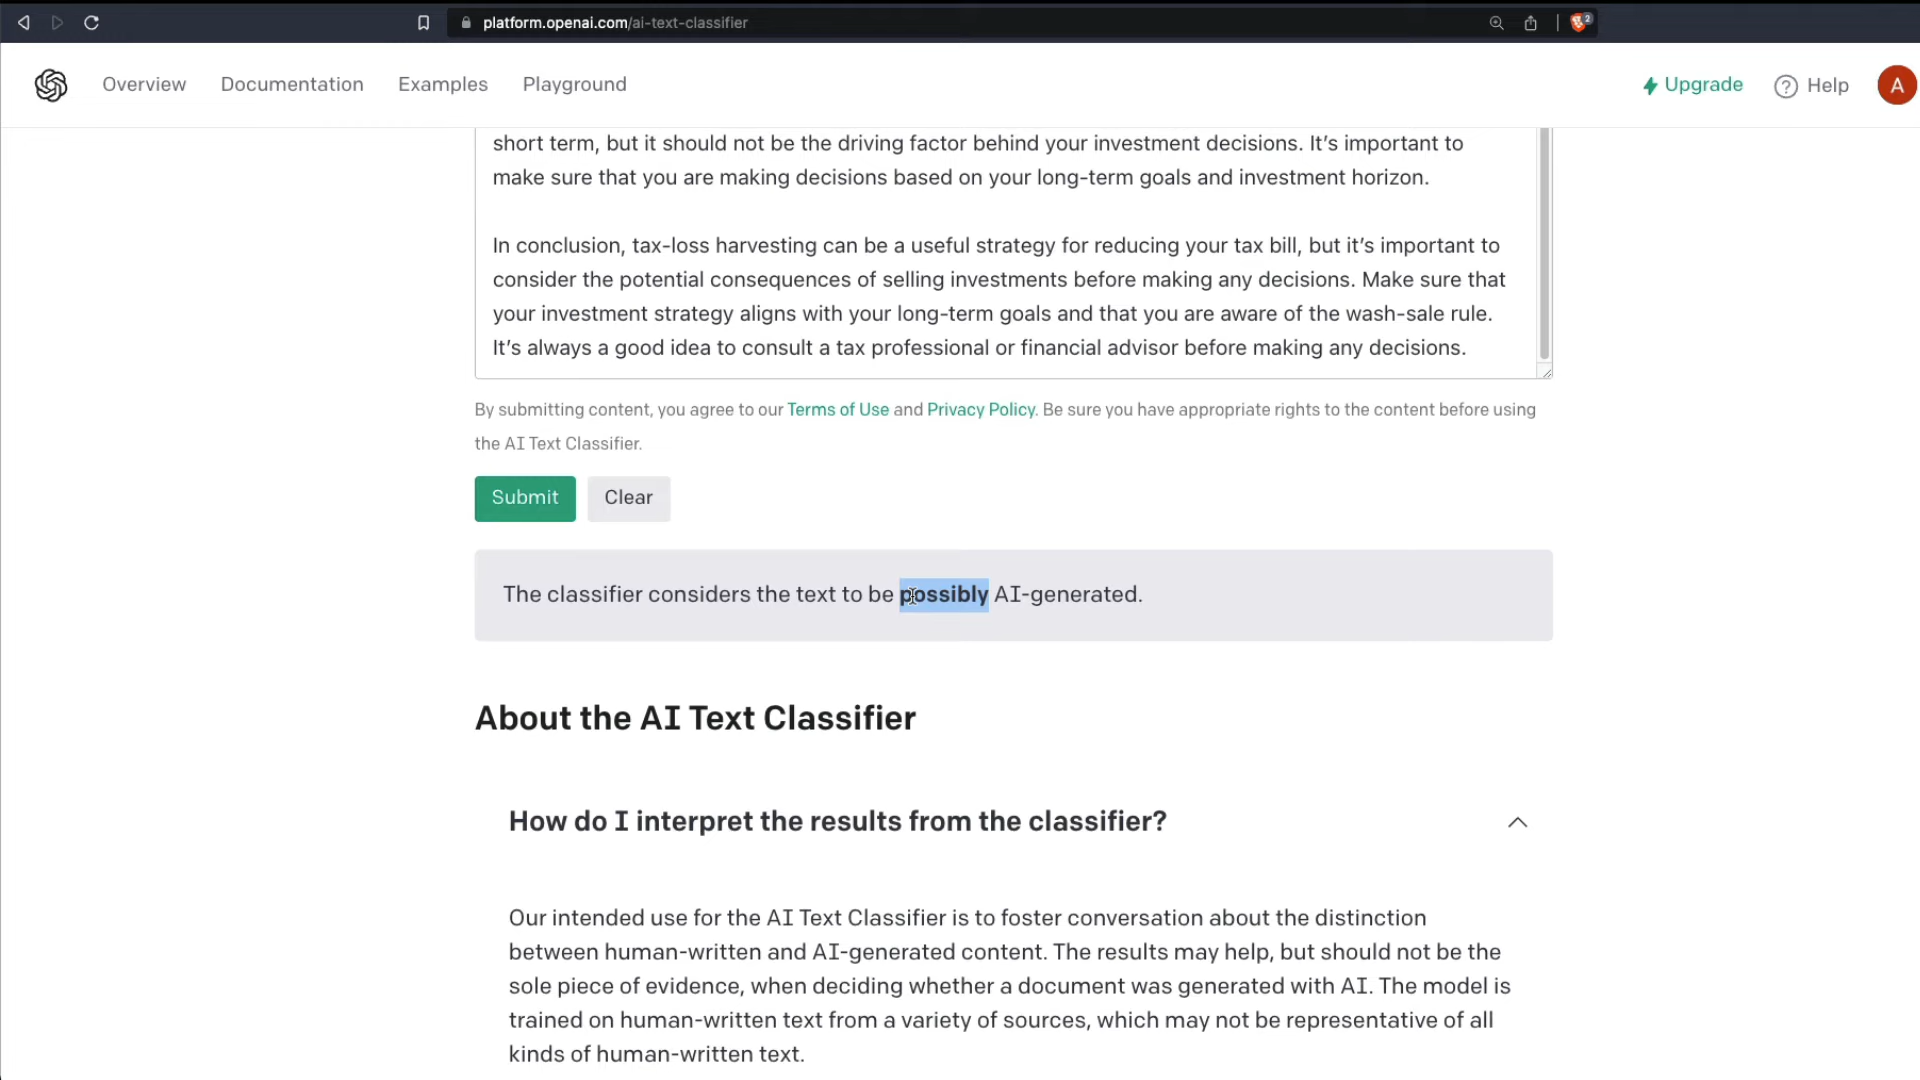 platform.openai.com/ai-text-classifier
2
Overview
Documentation
Examples
Playground
Upgrade
Help
A
short term, but it should not be the driving factor behind your investment decisions. It’s important to
make sure that you are making decisions based on your long-term goals and investment horizon.
In conclusion, tax-loss harvesting can be a useful strategy for reducing your tax bill, but it’s important to
consider the potential consequences of selling investments before making any decisions. Make sure that
your investment strategy aligns with your long-term goals and that you are aware of the wash-sale rule.
It’s always a good idea to consult a tax professional or financial advisor before making any decisions.
By submitting content, you agree to our Terms of Use and Privacy Policy. Be sure you have appropriate rights to the content before using
the AI Text Classifier.
Submit
Clear
The classifier considers the text to be possibly AI-generated.
About the AI Text Classifier
How do I interpret the results from the classifier?
Our intended use for the AI Text Classifier is to foster conversation about the distinction
between human-written and AI-generated content. The results may help, but should not be the
sole piece of evidence, when deciding whether a document was generated with AI. The model is
trained on human-written text from a variety of sources, which may not be representative of all
kinds of human-written text.